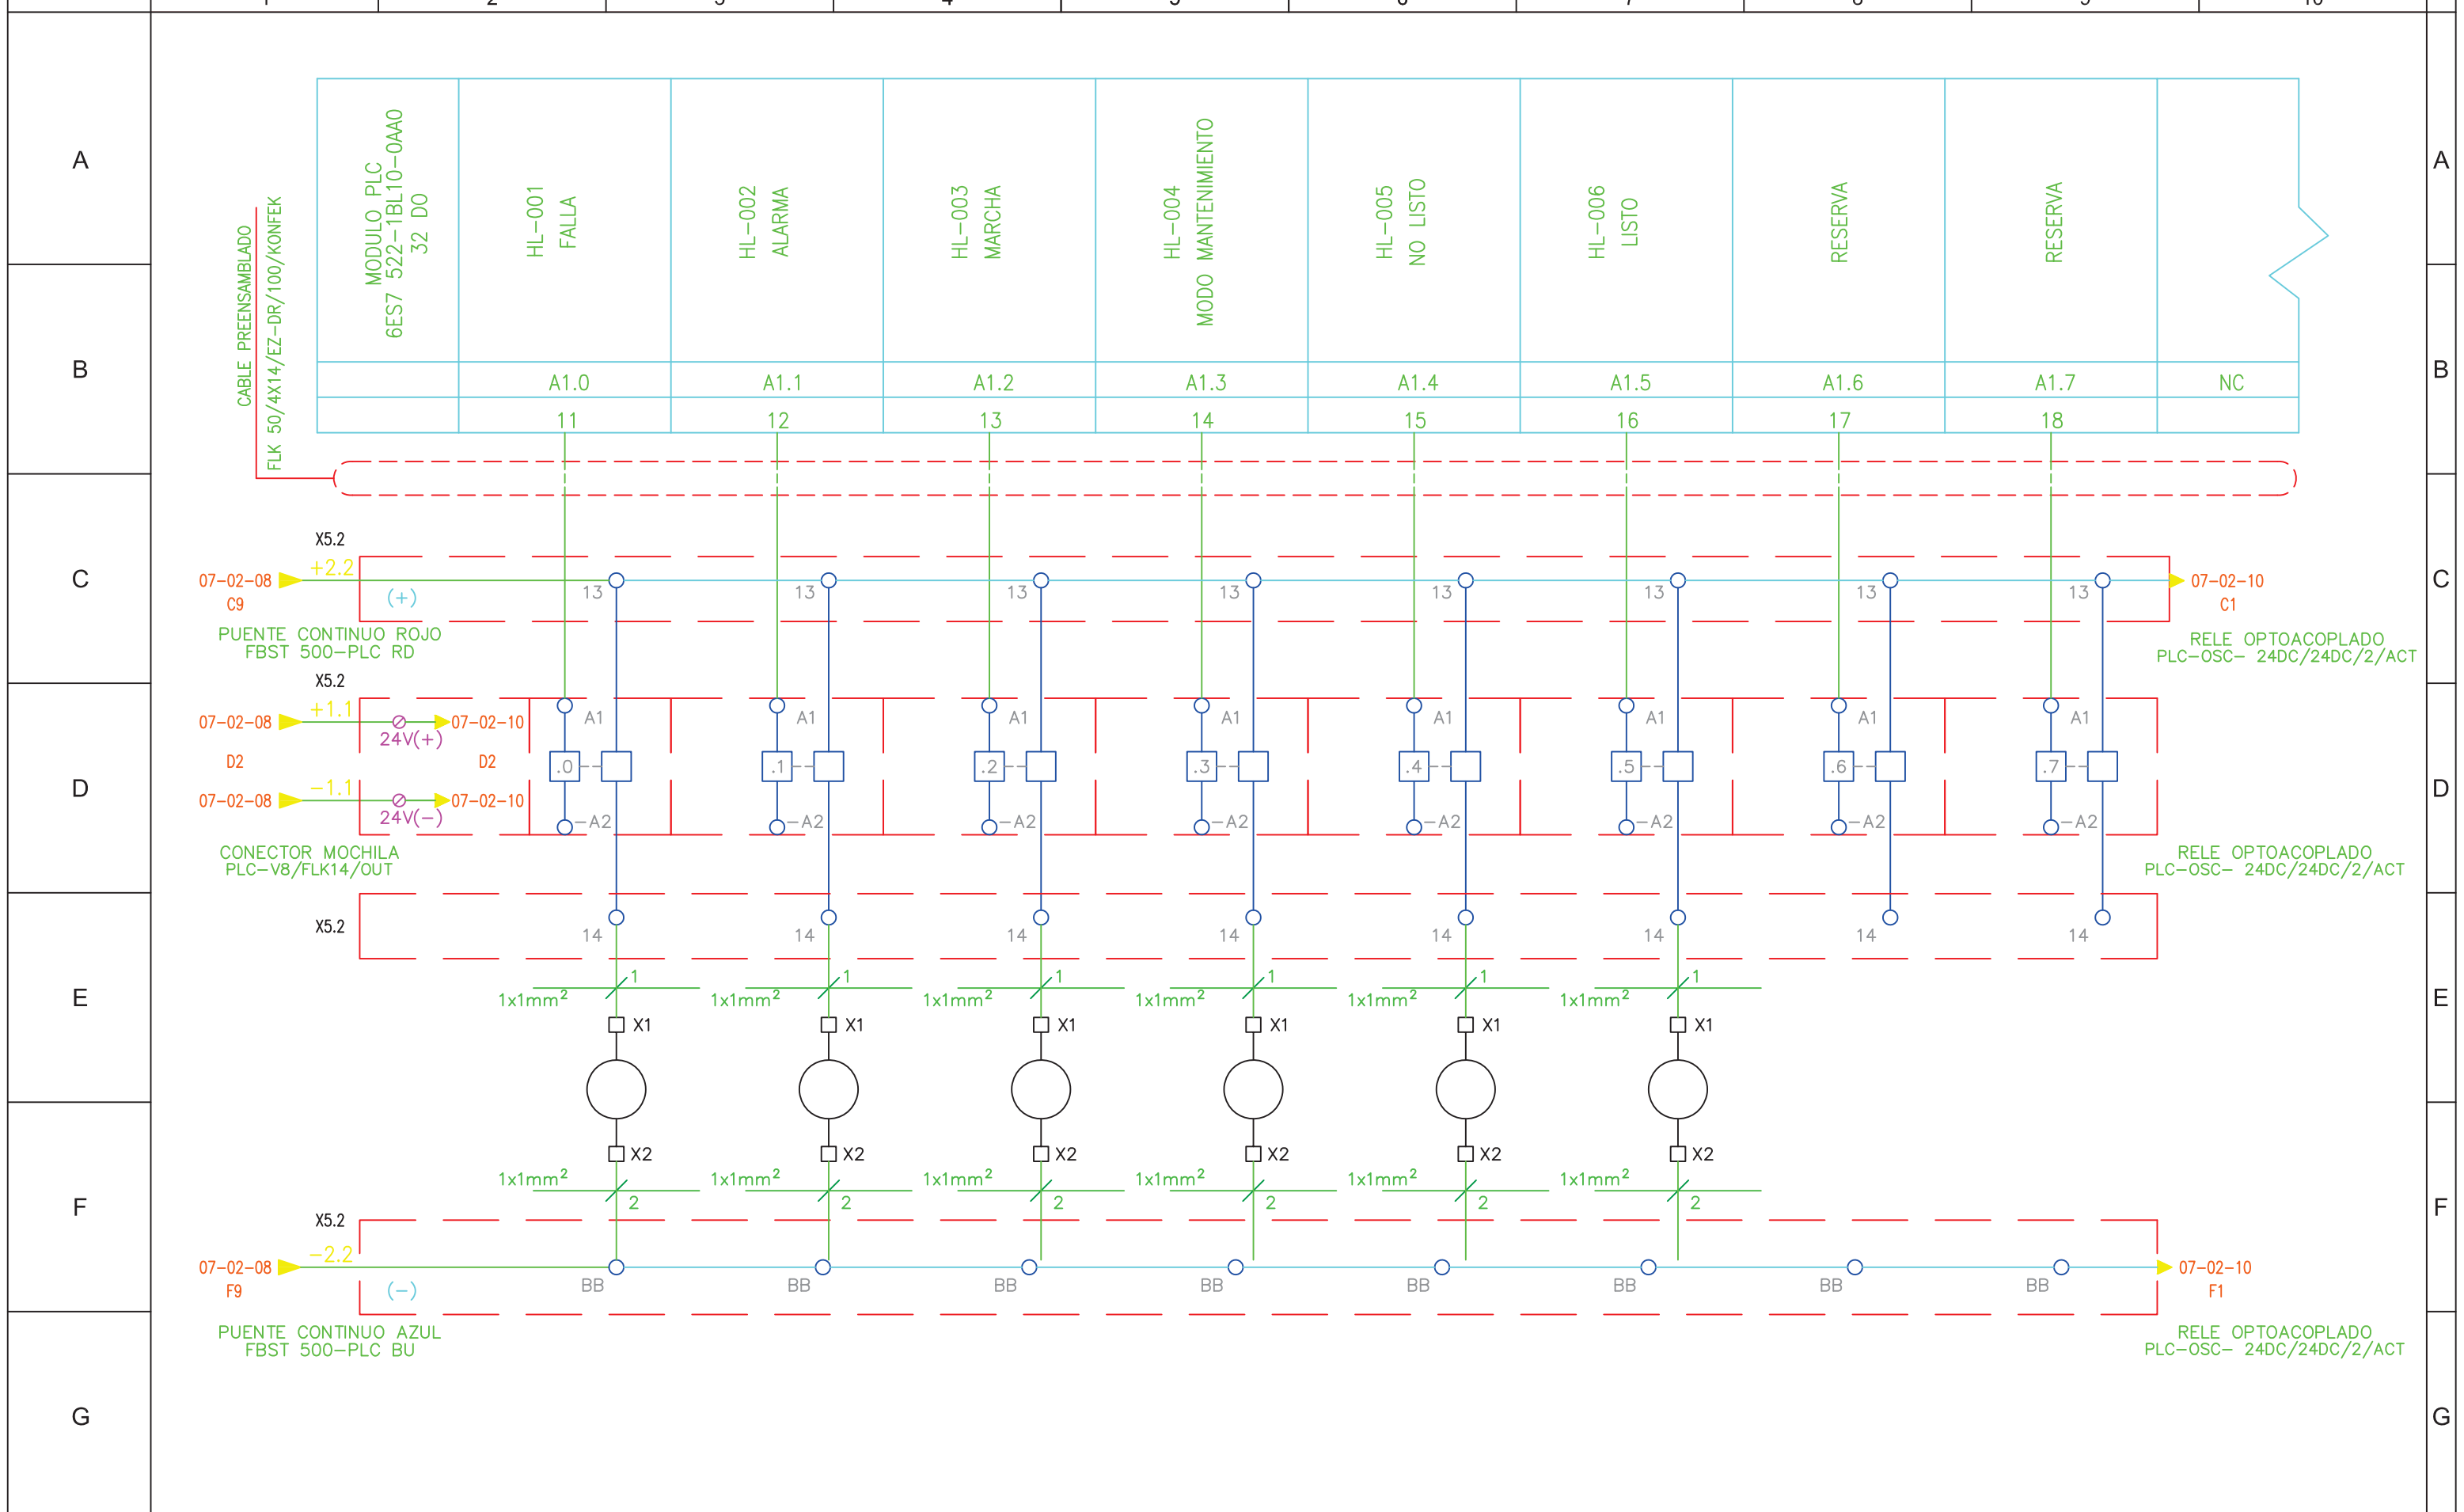 1 2 3 4 5 6 7 8 9 10
A A
B B
C C
D D
E E
F F
G G
CABLE PREENSAMBLADO
FLK 50/4X14/EZ-DR/100/KONFEK
MODULO PLC
6ES7 522-1BL10-0AA0
32 DO
HL-001
FALLA
HL-002
ALARMA
HL-003
MARCHA
HL-004
MODO MANTENIMIENTO
HL-005
NO LISTO
HL-006
LISTO
RESERVA
RESERVA
A1.0 A1.1 A1.2 A1.3 A1.4 A1.5 A1.6 A1.7 NC
11 12 13 14 15 16 17 18
X5.2
07-02-08 +2.2
C9 (+)
13 13 13 13 13 13 13 13
07-02-10
C1
PUENTE CONTINUO ROJO
FBST 500-PLC RD
RELE OPTOACOPLADO
PLC-OSC- 24DC/24DC/2/ACT
X5.2
07-02-08 +1.1 07-02-10
24V(+)
A1 A1 A1 A1 A1 A1 A1 A1
D2 D2
.0 .1 .2 .3 .4 .5 .6 .7
07-02-08 -1.1 07-02-10
24V(-)
-A2 -A2 -A2 -A2 -A2 -A2 -A2 -A2
CONECTOR MOCHILA
PLC-V8/FLK14/OUT
RELE OPTOACOPLADO
PLC-OSC- 24DC/24DC/2/ACT
X5.2
14 14 14 14 14 14 14 14
1 1 1 1 1 1
1x1mm² 1x1mm² 1x1mm² 1x1mm² 1x1mm² 1x1mm²
X1 X1 X1 X1 X1 X1
X2 X2 X2 X2 X2 X2
1x1mm² 1x1mm² 1x1mm² 1x1mm² 1x1mm² 1x1mm²
2 2 2 2 2 2
X5.2
07-02-08 -2.2
F9 (-)
BB BB BB BB BB BB BB BB
07-02-10
F1
PUENTE CONTINUO AZUL
FBST 500-PLC BU
RELE OPTOACOPLADO
PLC-OSC- 24DC/24DC/2/ACT